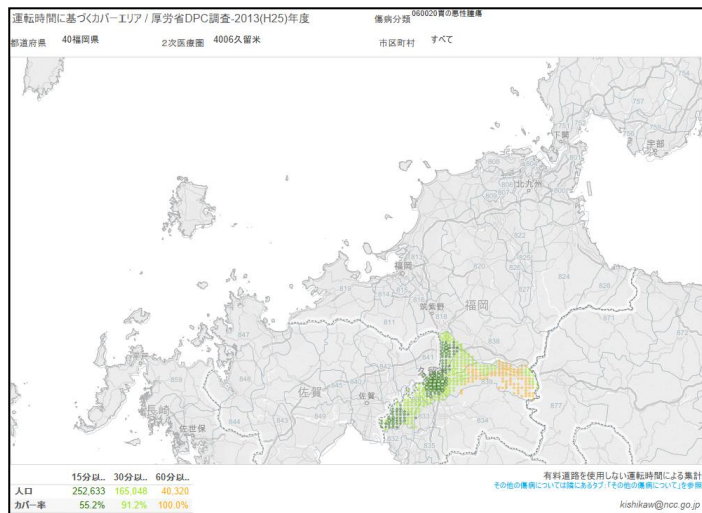 運転時間に基づくカバーエリア / 厚労省DPC調査-2013(H25)年度
傷病分類 060020胃の悪性腫瘍
都道府県 40福岡県 2次医療圏 4006久留米 市区町村 すべて
下関
宇部
北九州
福岡
筑紫野
福岡
久留
佐賀
佐賀
長崎
佐世保
15分以... 30分以... 60分以...
人口 252,633 165,048 40,320
カバー率 55.2% 91.2% 100.0%
有料道路を使用しない運転時間による集計
その他の傷病については隣にあるタブ:「その他の傷病について」を参照
kishikaw@ncc.go.jp